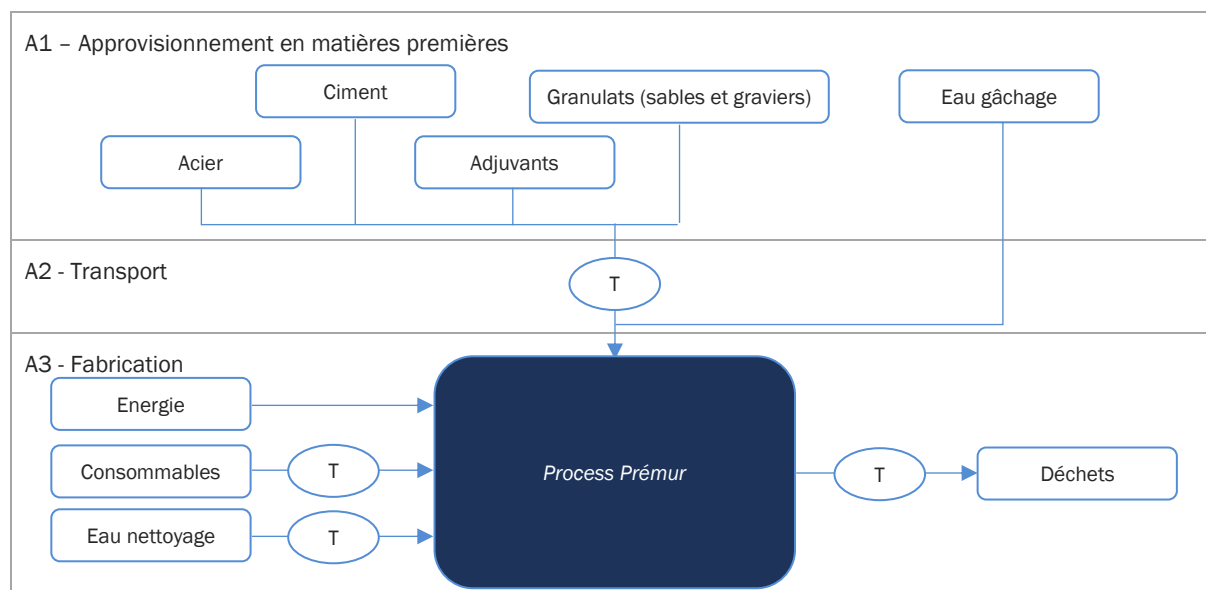 A1 – Approvisionnement en matières premières
Ciment
Granulats (sables et graviers)
Eau gâchage
Acier
Adjuvants
A2 - Transport
T
A3 - Fabrication
Energie
Consommables
T
Process Prémur
T
Déchets
Eau nettoyage
T